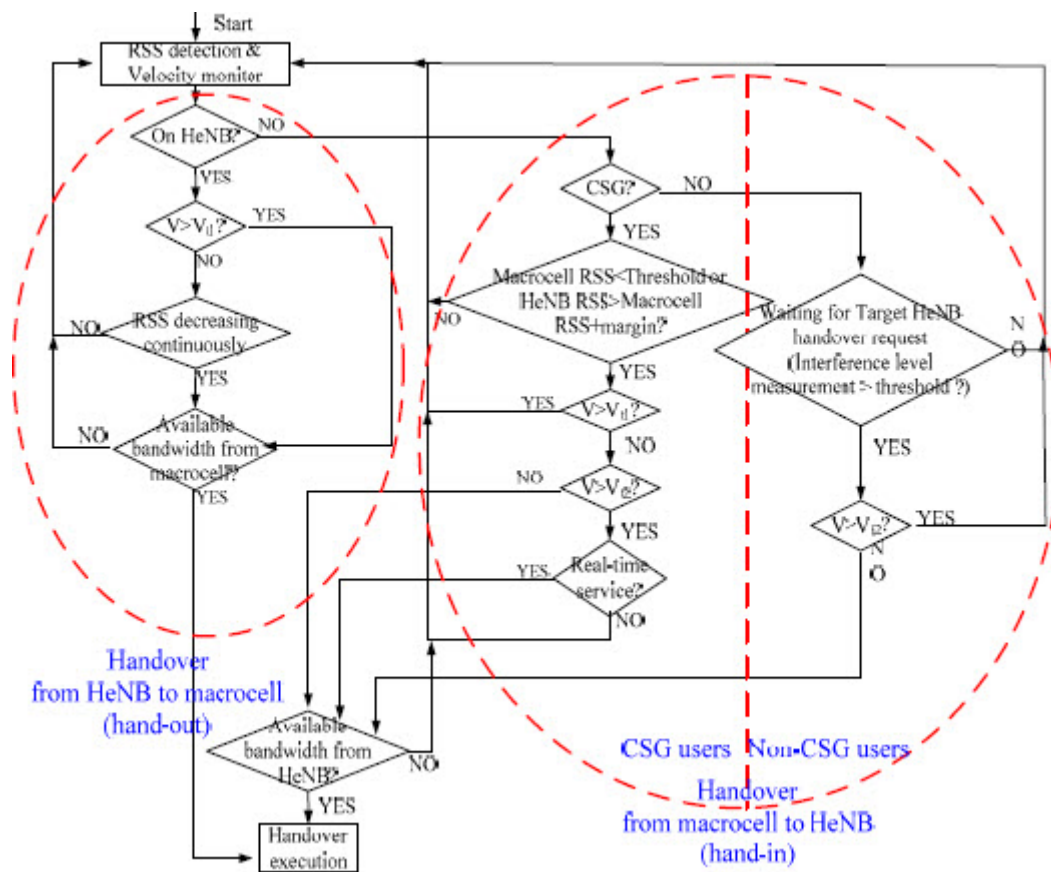 Start
RSS detection &
Velocity monitor
On HeNB?
NO
YES
V>Vt1?
YES
NO
RSS decreasing
continuously
NO
YES
Available
bandwidth from
macrocell?
NO
YES
CSG?
NO
YES
Macrocell RSS<Threshold or
HeNB RSS>Macrocell
RSS+margin?
NO
YES
V>Vt1?
YES
NO
V>Vt2?
NO
YES
Real-time
service?
YES
NO
Waiting for Target HeNB
handover request
(Interference level
measurement > threshold ?)
N
O
YES
V>Vt2?
YES
N
O
Handover
from HeNB to macrocell
(hand-out)
Available
bandwidth from
HeNB?
NO
YES
Handover
execution
CSG users Non-CSG users
Handover
from macrocell to HeNB
(hand-in)